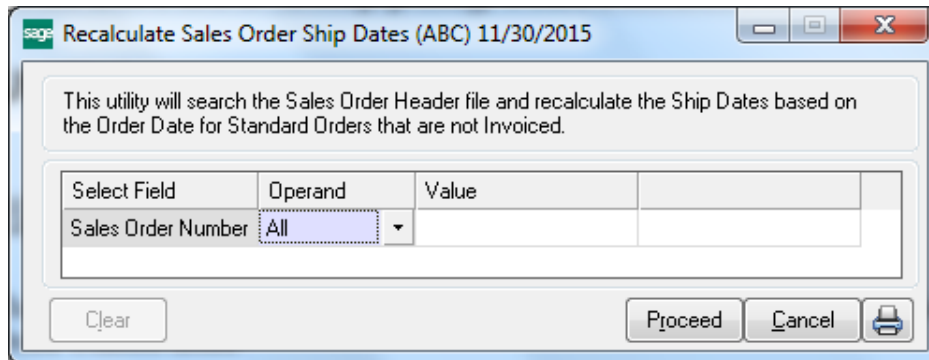 sage Recalculate Sales Order Ship Dates (ABC) 11/30/2015
This utility will search the Sales Order Header file and recalculate the Ship Dates based on
the Order Date for Standard Orders that are not Invoiced.
Select Field Operand Value
Sales Order Number All
Clear Proceed Cancel